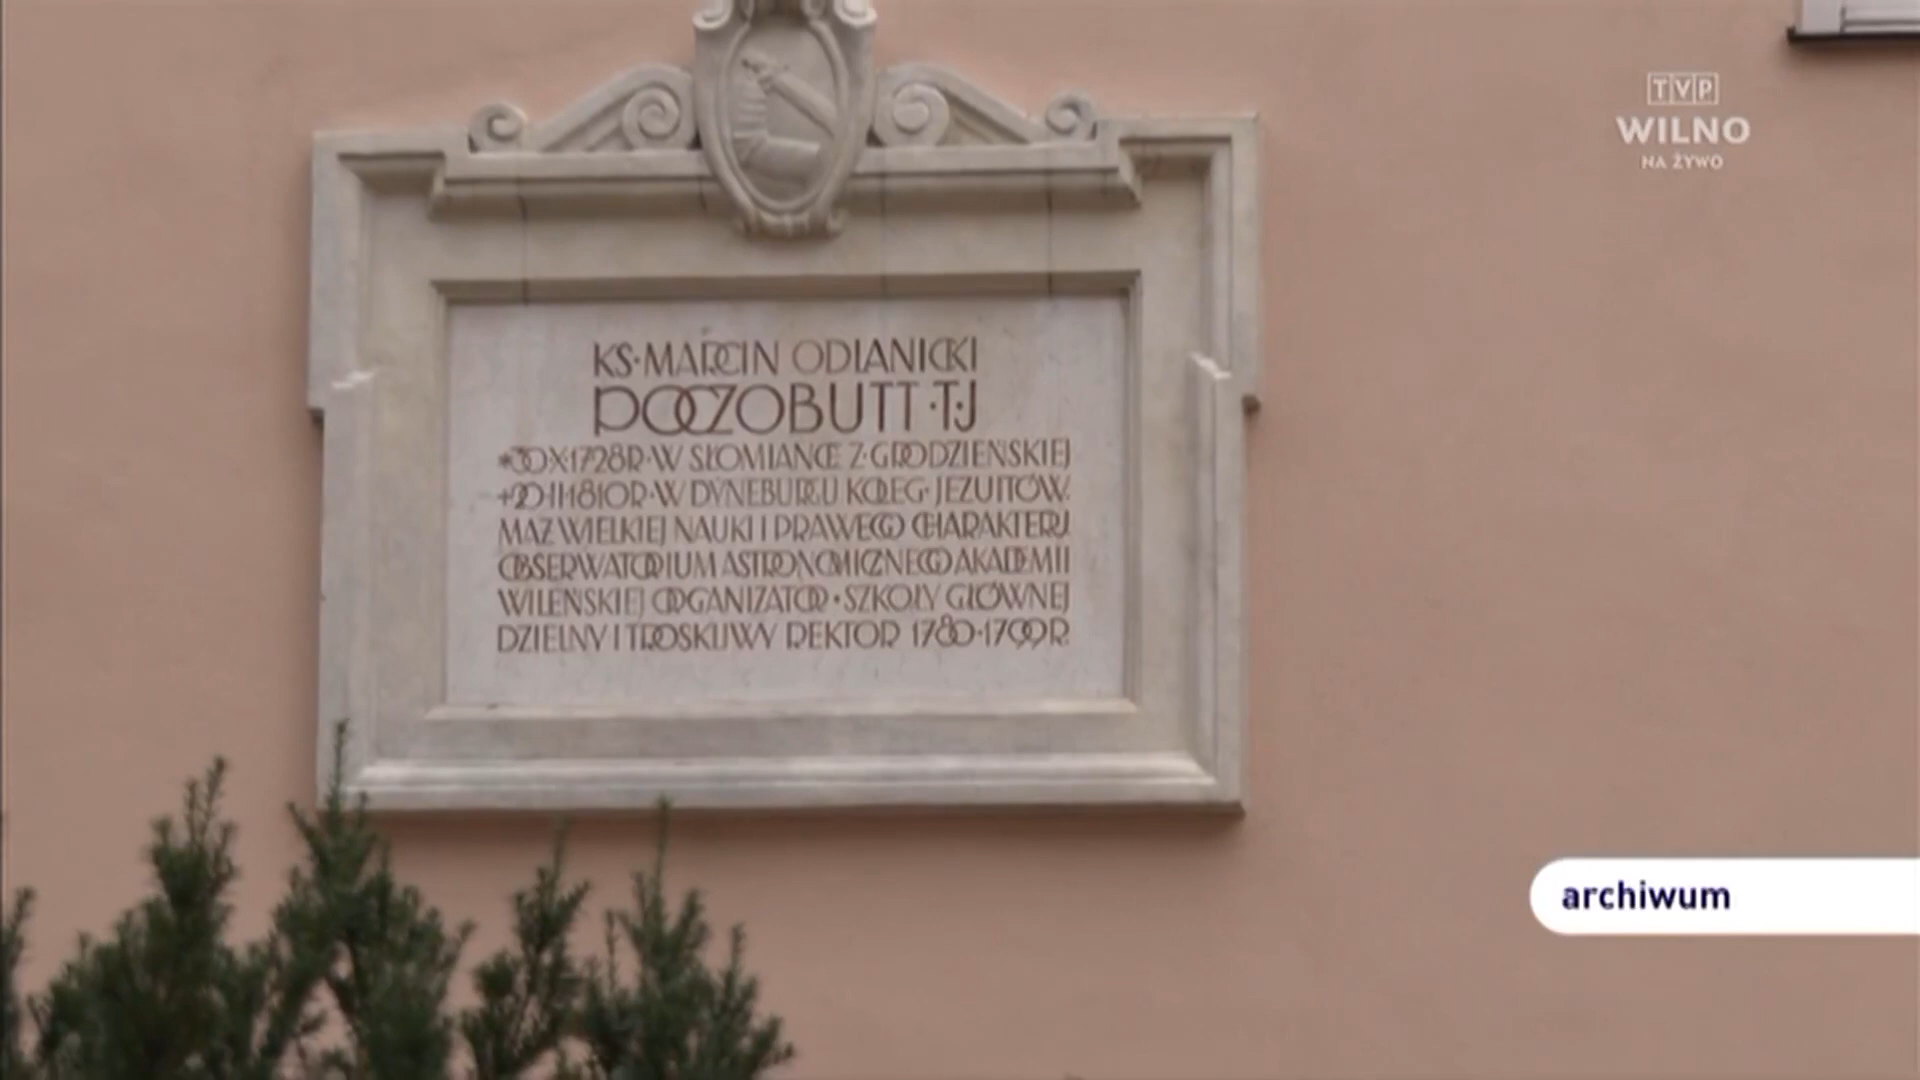 TVP
WILNO
NA ŻYWO
KS·MARCIN ODLANICKI
POCZOBUTT·T·J
*30·X·1728R·W SŁOMIANCE Z·GRODZIEŃSKIEJ
+20·II·1810R·W DYNEBURGU KOLEG·JEZUITÓW·
MĄŻ WIELKIEJ NAUKI I PRAWEGO CHARAKTERU
OBSERWATORIUM ASTRONOMICZNEGO AKADEMII
WILEŃSKIEJ ORGANIZATOR·SZKOŁY GŁÓWNEJ
DZIELNY I TROSKLIWY REKTOR 1780-1799R·
archiwum